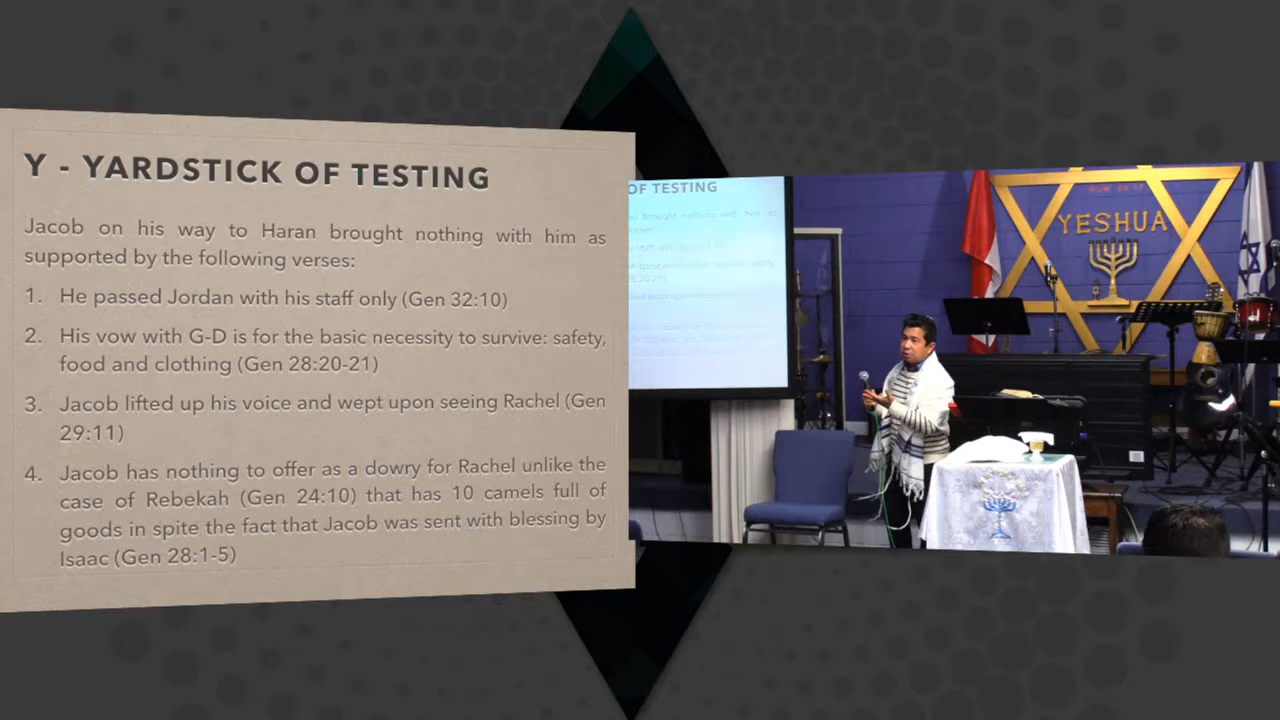 Y - YARDSTICK OF TESTING
Jacob on his way to Haran brought nothing with him as
supported by the following verses:
1. He passed Jordan with his staff only (Gen 32:10)
2. His vow with G-D is for the basic necessity to survive: safety,
food and clothing (Gen 28:20-21)
3. Jacob lifted up his voice and wept upon seeing Rachel (Gen
29:11)
4. Jacob has nothing to offer as a dowry for Rachel unlike the
case of Rebekah (Gen 24:10) that has 10 camels full of
goods in spite the fact that Jacob was sent with blessing by
Isaac (Gen 28:1-5)
OF TESTING
brought nothing with him as
YESHUA